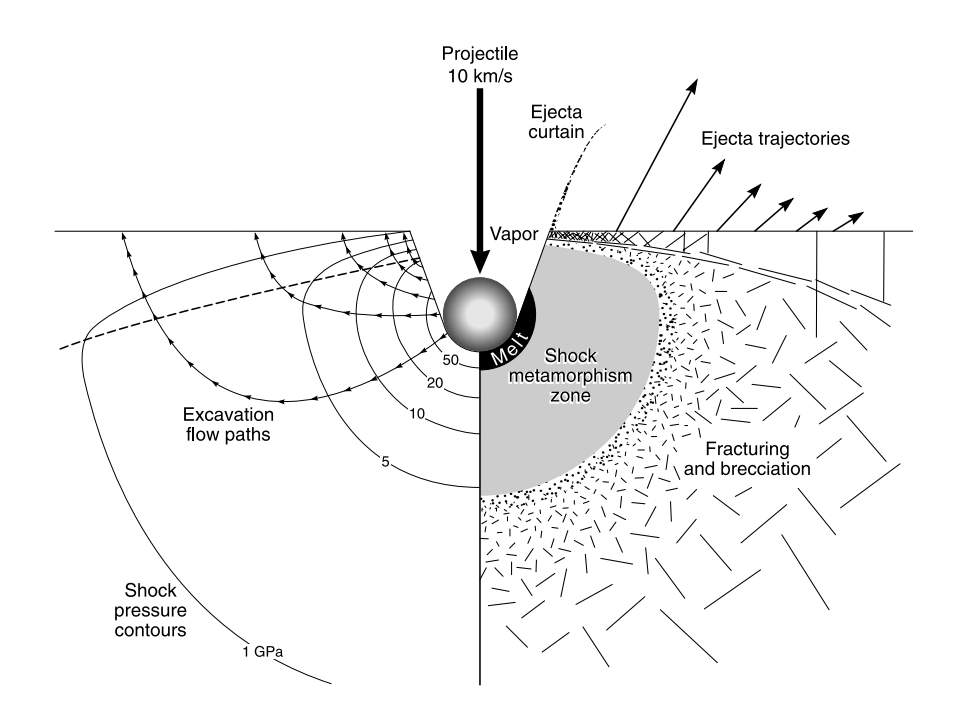 Projectile
10 km/s
Ejecta
curtain
Ejecta trajectories
Vapor
Melt
50
20
10
5
Shock
metamorphism
zone
Excavation
flow paths
Fracturing
and brecciation
Shock
pressure
contours
1 GPa